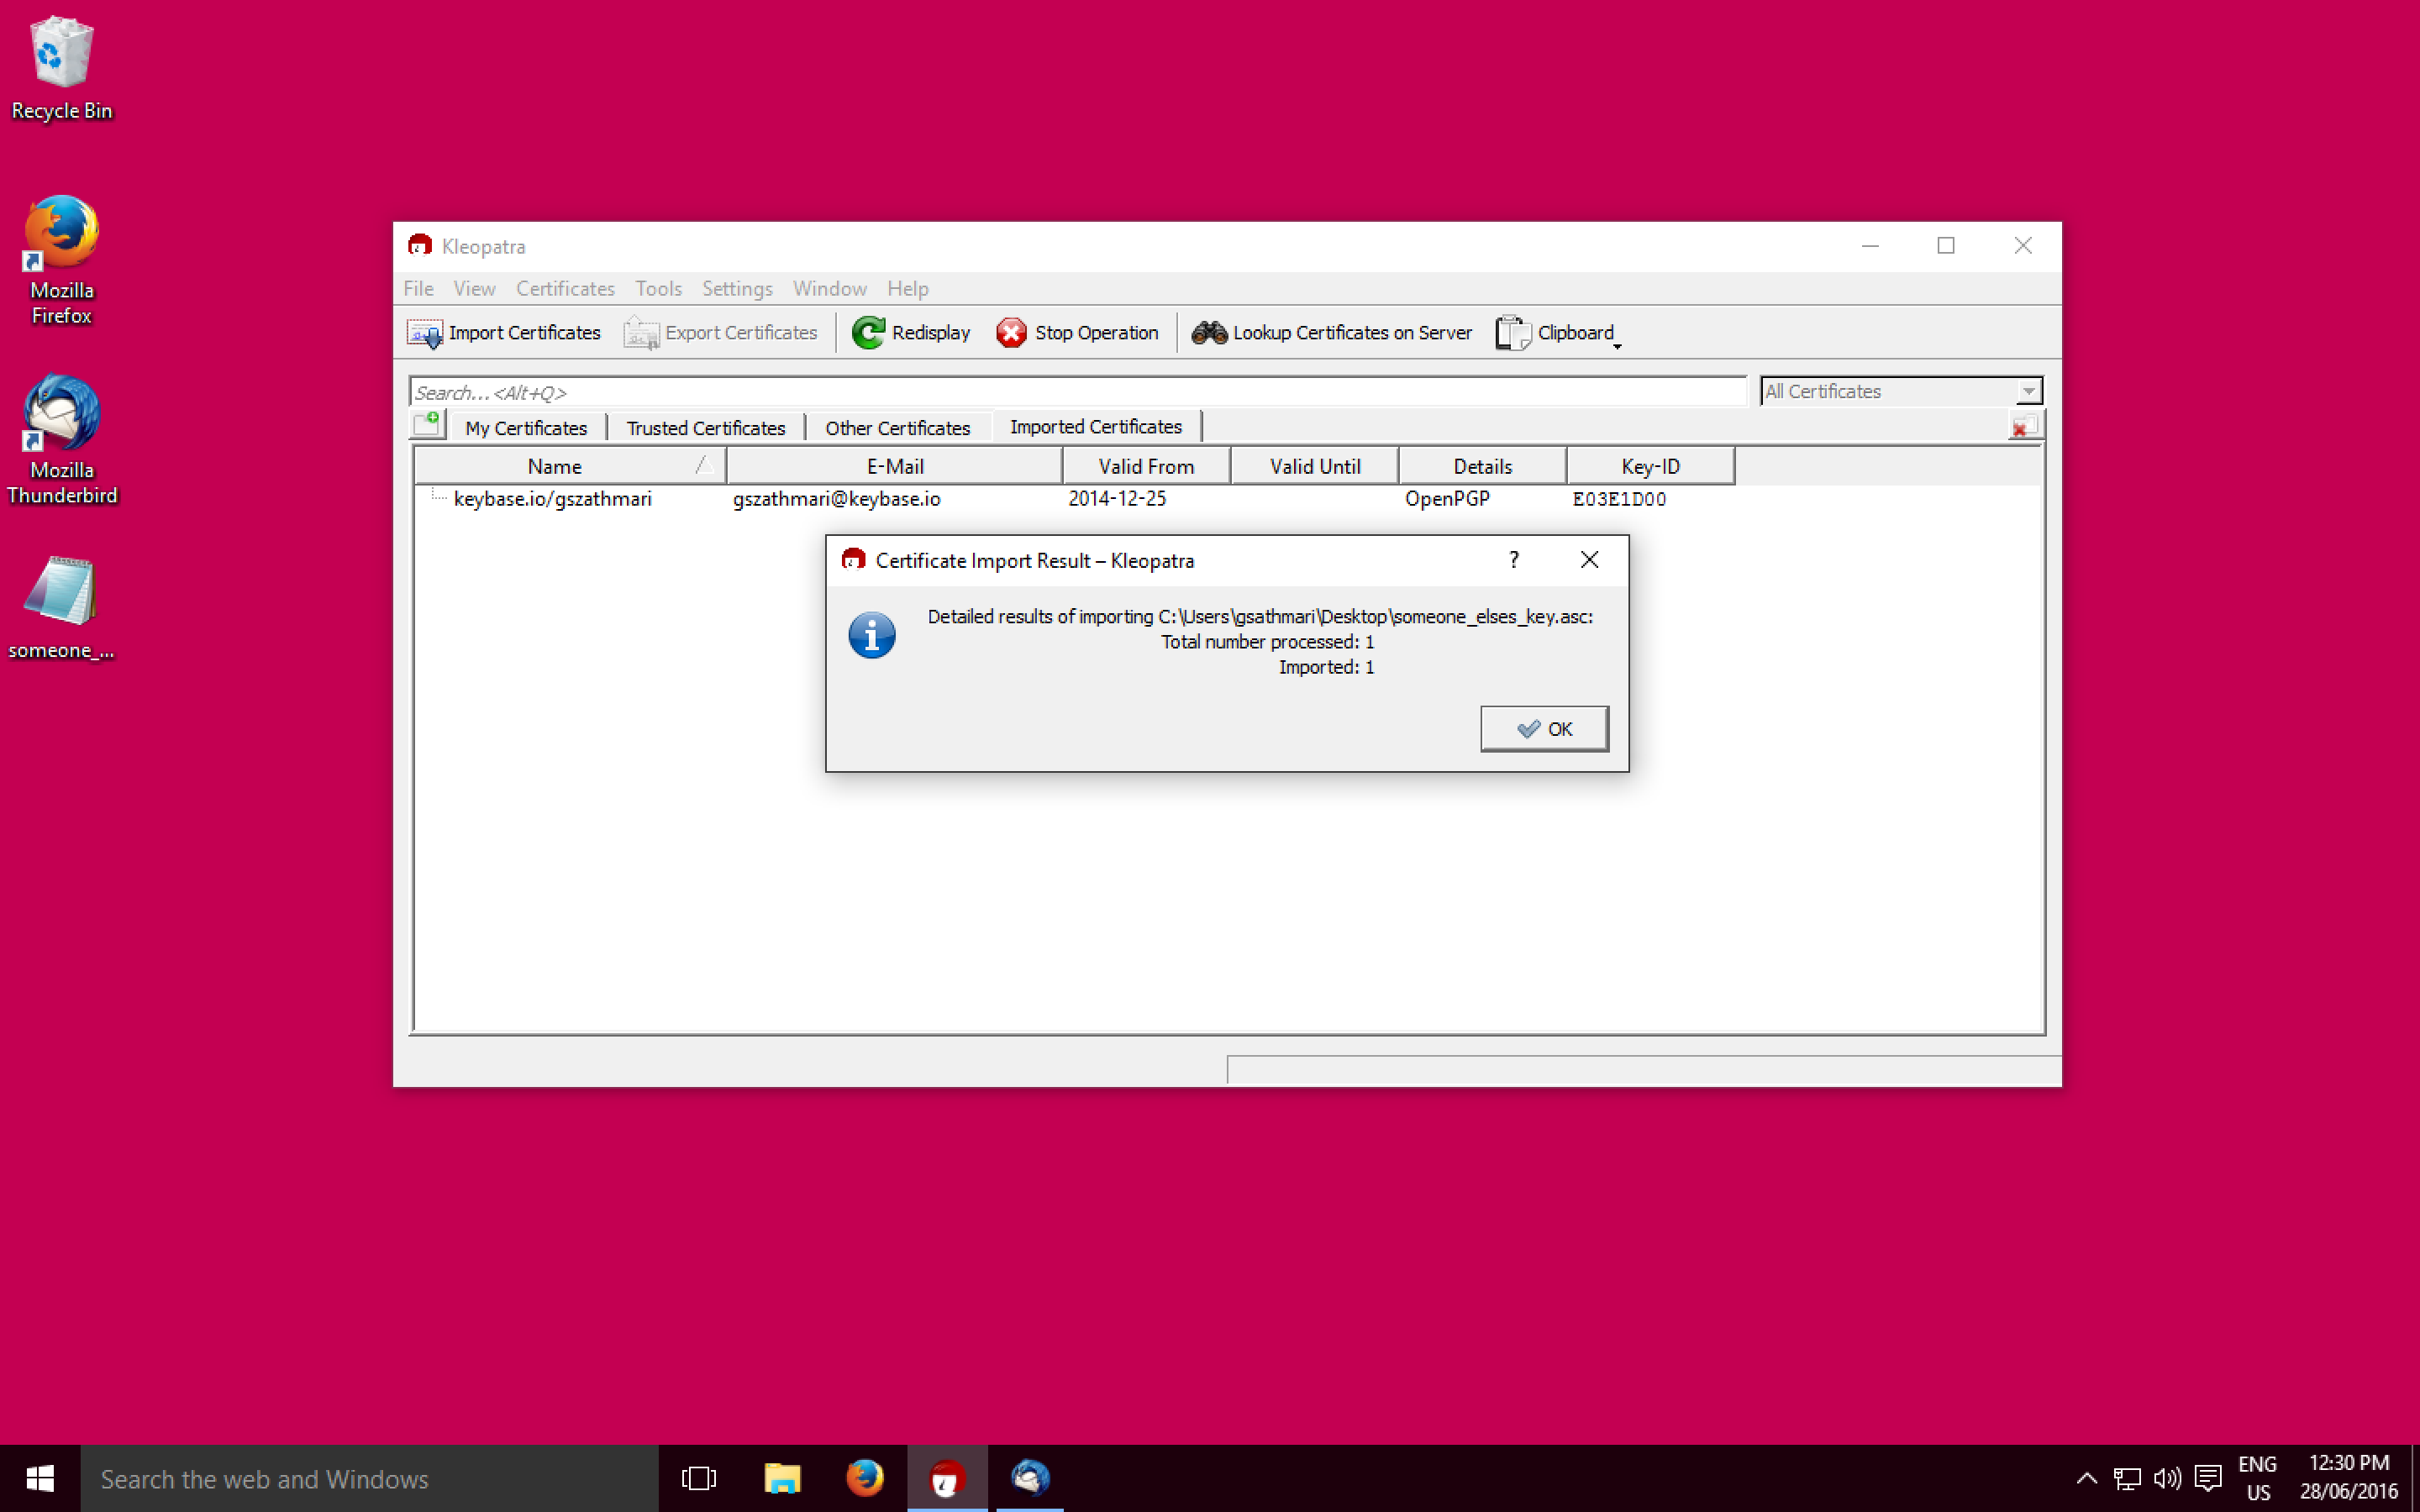 Recycle Bin
Mozilla
Firefox
Mozilla
Thunderbird
someone_...
Kleopatra
File View Certificates Tools Settings Window Help
Import Certificates Export Certificates Redisplay Stop Operation Lookup Certificates on Server Clipboard
Search...<Alt+Q> All Certificates
My Certificates Trusted Certificates Other Certificates Imported Certificates
Name E-Mail Valid From Valid Until Details Key-ID
keybase.io/gszathmari gszathmari@keybase.io 2014-12-25 OpenPGP E03E1D00
Certificate Import Result – Kleopatra ?
Detailed results of importing C:\Users\gsathmari\Desktop\someone_elses_key.asc:
Total number processed: 1
Imported: 1
OK
Search the web and Windows
ENG
US
12:30 PM
28/06/2016